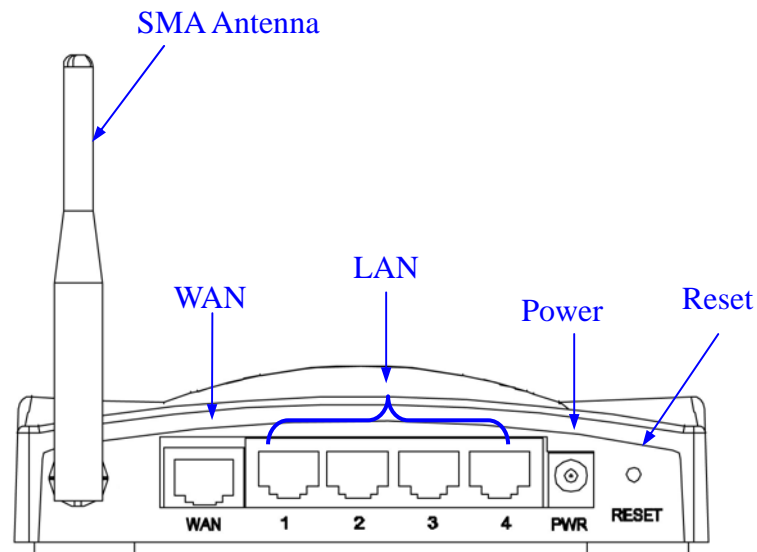 SMA Antenna
LAN
WAN
Power
Reset
WAN 1 2 3 4 PWR RESET